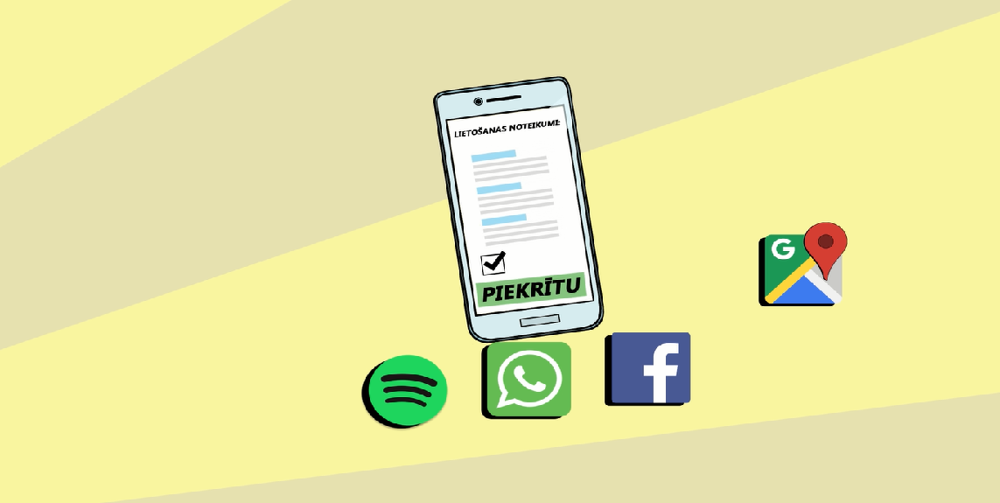 LIETOŠANAS NOTEIKUMI:
PIEKRĪTU
G
f